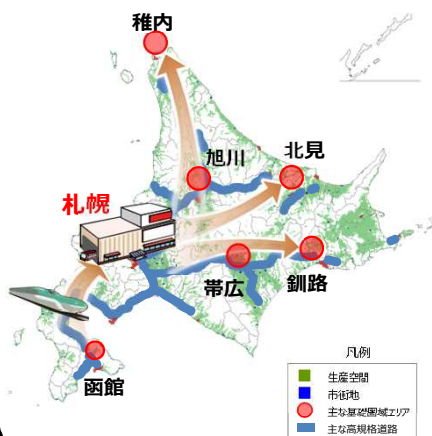 稚内
旭川
北見
札幌
帯広
釧路
函館
凡例
生産空間
市街地
主な基礎圏域エリア
主な高規格道路